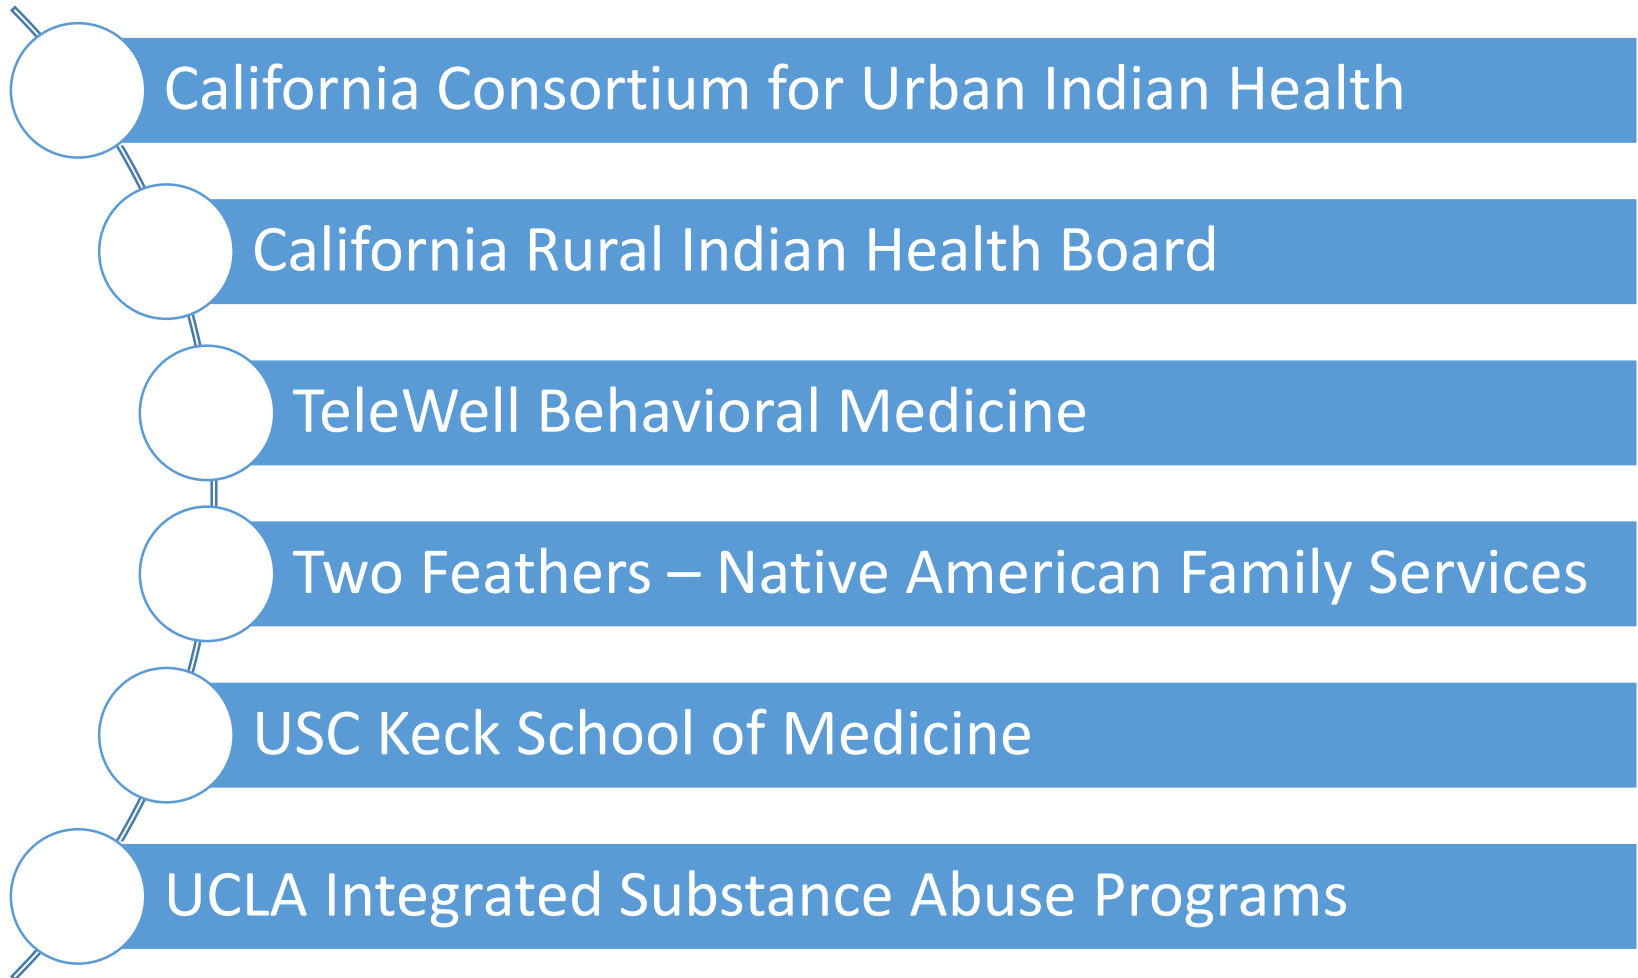 California Consortium for Urban Indian Health
California Rural Indian Health Board
TeleWell Behavioral Medicine
Two Feathers – Native American Family Services
USC Keck School of Medicine
UCLA Integrated Substance Abuse Programs